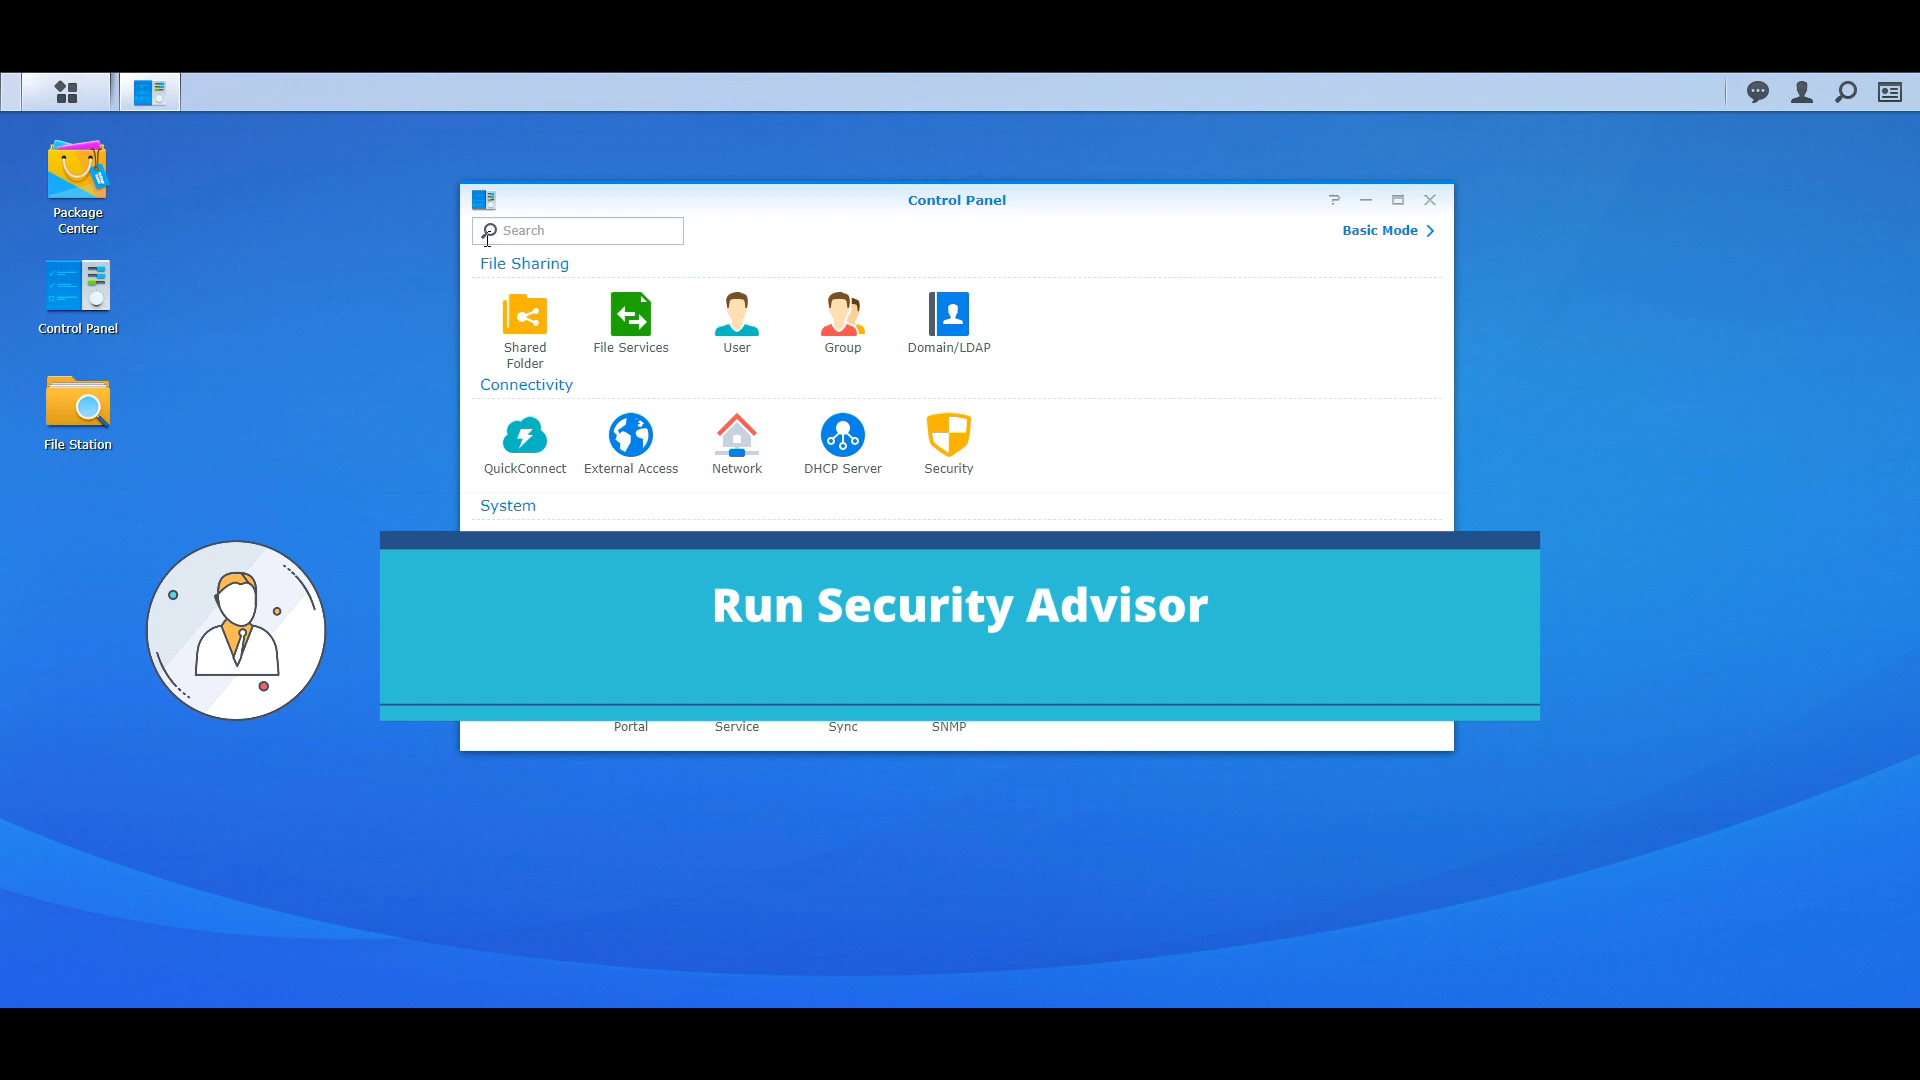 Control Panel
Search
Basic Mode
File Sharing
Package
Center
Shared
Folder
File Services
User
Group
Domain/LDAP
Control Panel
Connectivity
File Station
QuickConnect
External Access
Network
DHCP Server
Security
System
Run Security Advisor
Portal
Service
Sync
SNMP